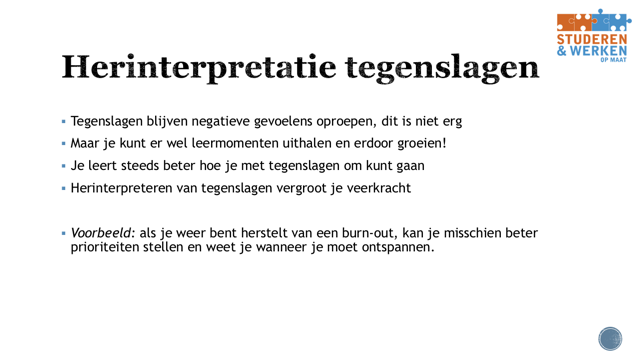 STUDEREN
& WERKEN
OP MAAT
Herinterpretatie tegenslagen
Tegenslagen blijven negatieve gevoelens oproepen, dit is niet erg
Maar je kunt er wel leermomenten uithalen en erdoor groeien!
Je leert steeds beter hoe je met tegenslagen om kunt gaan
Herinterpreteren van tegenslagen vergroot je veerkracht
Voorbeeld: als je weer bent herstelt van een burn-out, kan je misschien beter
prioriteiten stellen en weet je wanneer je moet ontspannen.